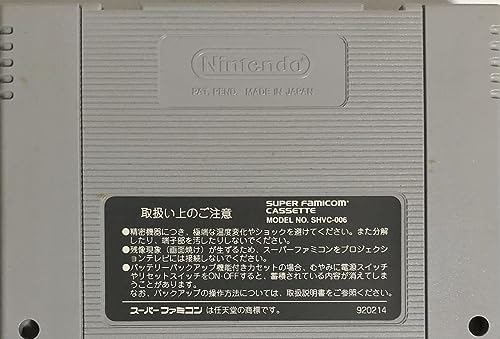 Nintendo
PAT. PEND. MADE IN JAPAN
SUPER FAMICOM
CASSETTE
MODEL NO. SHVC-006
取扱い上のご注意
●精密機器につき、極端な温度変化やショックを避けてください。また分解
したり、端子部を汚したりしないでください。
●残像現象（画面焼け）が生ずるため、スーパーファミコンをプロジェクショ
ンテレビには接続しないでください。
●バッテリーバックアップ機能付きカセットの場合、むやみに電源スイッチ
やリセットスイッチをON・OFFすると、蓄積されている内容が消えてしま
うことがあります。
なお、バックアップの操作方法については、取扱説明書をご参照ください。
スーパーファミコンは任天堂の商標です。 920214